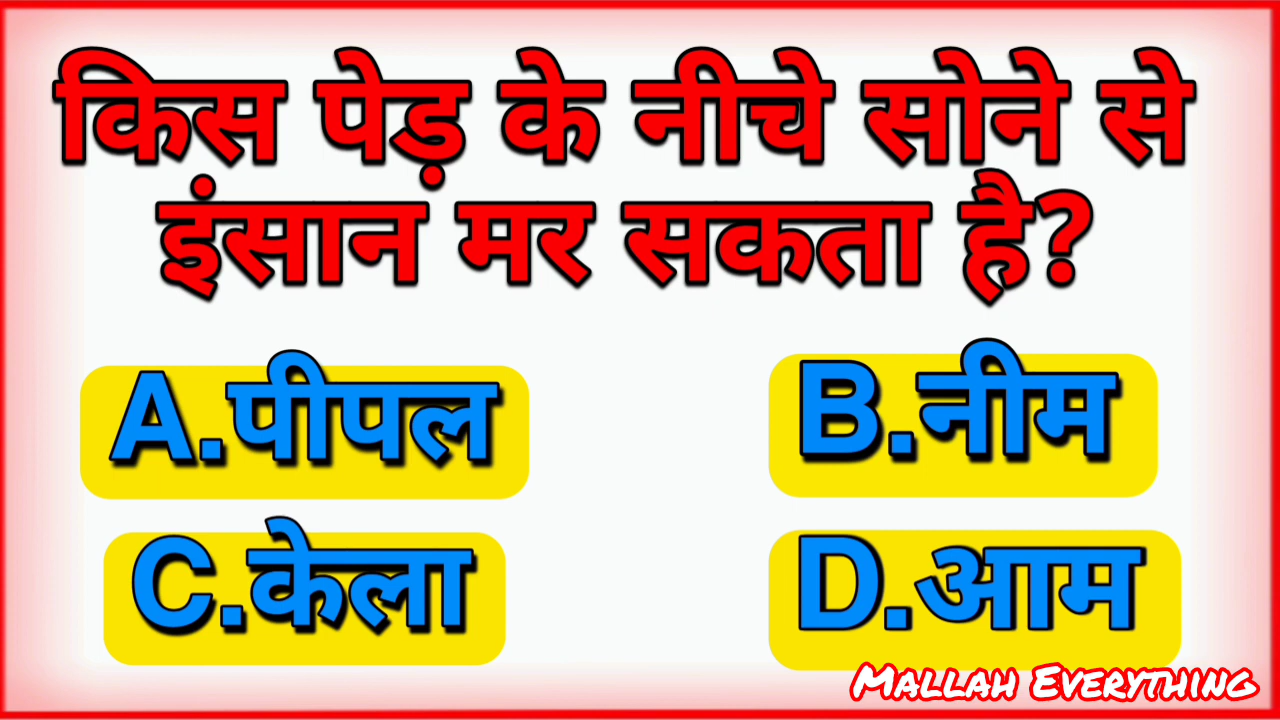 किस पेड़ के नीचे सोने से
इंसान मर सकता है?
A.पीपल
B.नीम
C.केला
D.आम
MALLAH EVERYTHING